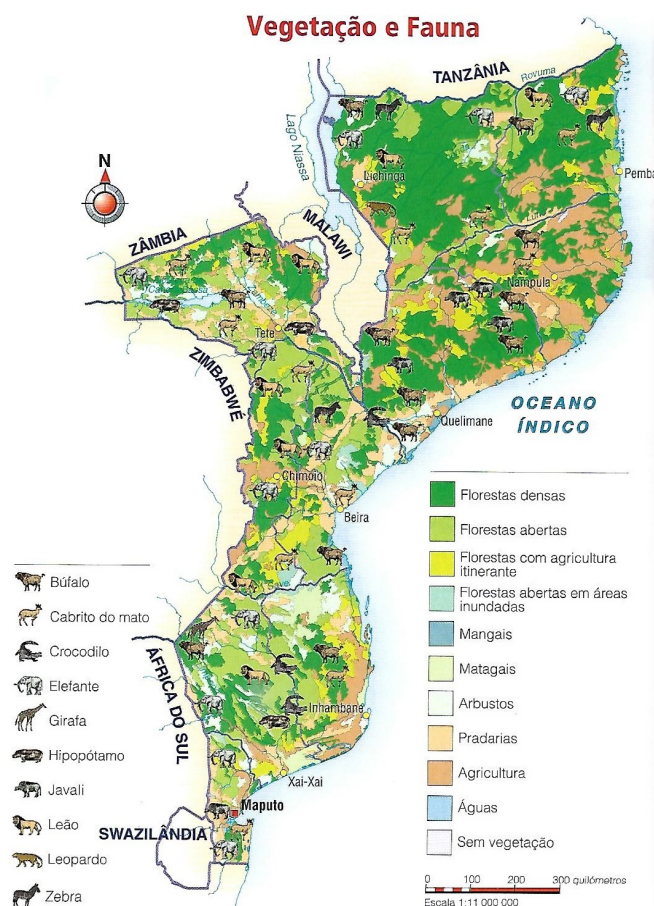 Vegetação e Fauna
TANZÂNIA
Rovuma
Lago Niassa
N
Lichinga
Pemba
MALAWI
ZÂMBIA
Lúrio
Nampula
Tete
ZIMBABWÉ
OCEANO
ÍNDICO
Quelimane
Chimoio
Beira
Save
ÁFRICA DO SUL
Inhambane
Xai-Xai
Maputo
SWAZILÂNDIA
Búfalo
Cabrito do mato
Crocodilo
Elefante
Girafa
Hipopótamo
Javali
Leão
Leopardo
Zebra
Florestas densas
Florestas abertas
Florestas com agricultura
itinerante
Florestas abertas em áreas
inundadas
Mangais
Matagais
Arbustos
Pradarias
Agricultura
Águas
Sem vegetação
0 100 200 300 quilómetros
Escala 1:11 000 000